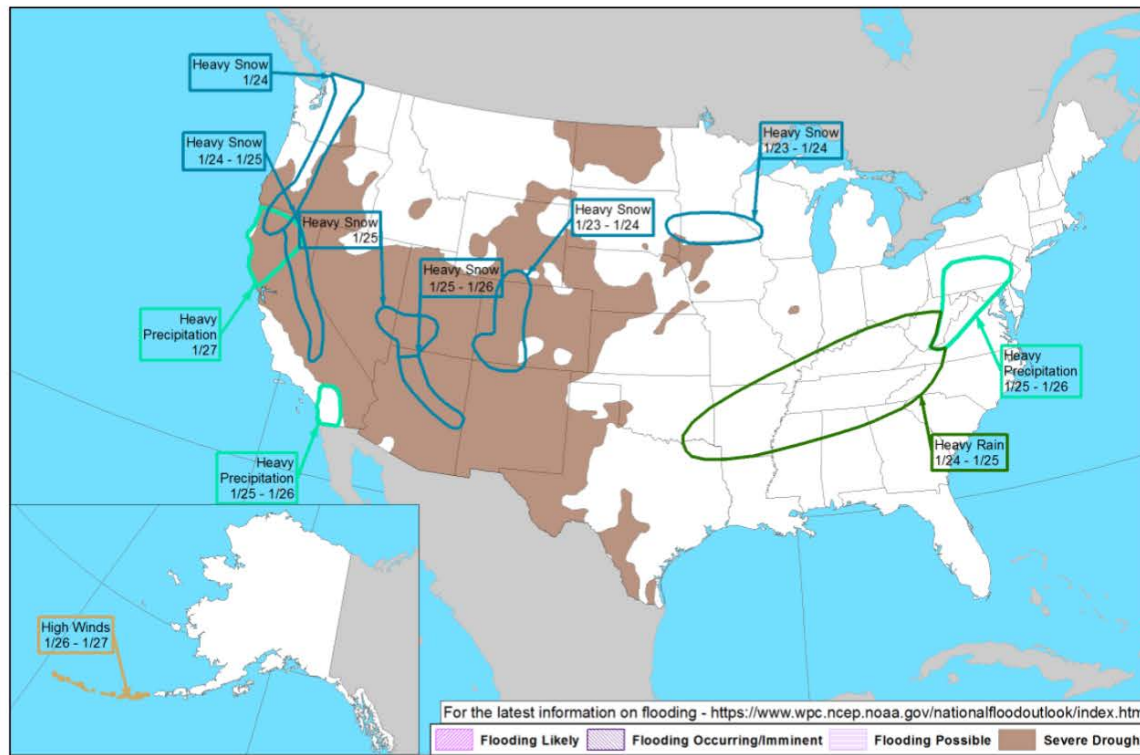 Heavy Snow
1/24
Heavy Snow
1/24 - 1/25
Heavy Snow
1/25
Heavy Snow
1/25 - 1/26
Heavy Snow
1/23 - 1/24
Heavy Snow
1/23 - 1/24
Heavy
Precipitation
1/27
Heavy
Precipitation
1/25 - 1/26
Heavy
Precipitation
1/25 - 1/26
Heavy Rain
1/24 - 1/25
High Winds
1/26 - 1/27
For the latest information on flooding - https://www.wpc.ncep.noaa.gov/nationalfloodoutlook/index.htm
Flooding Likely Flooding Occurring/Imminent Flooding Possible Severe Drough